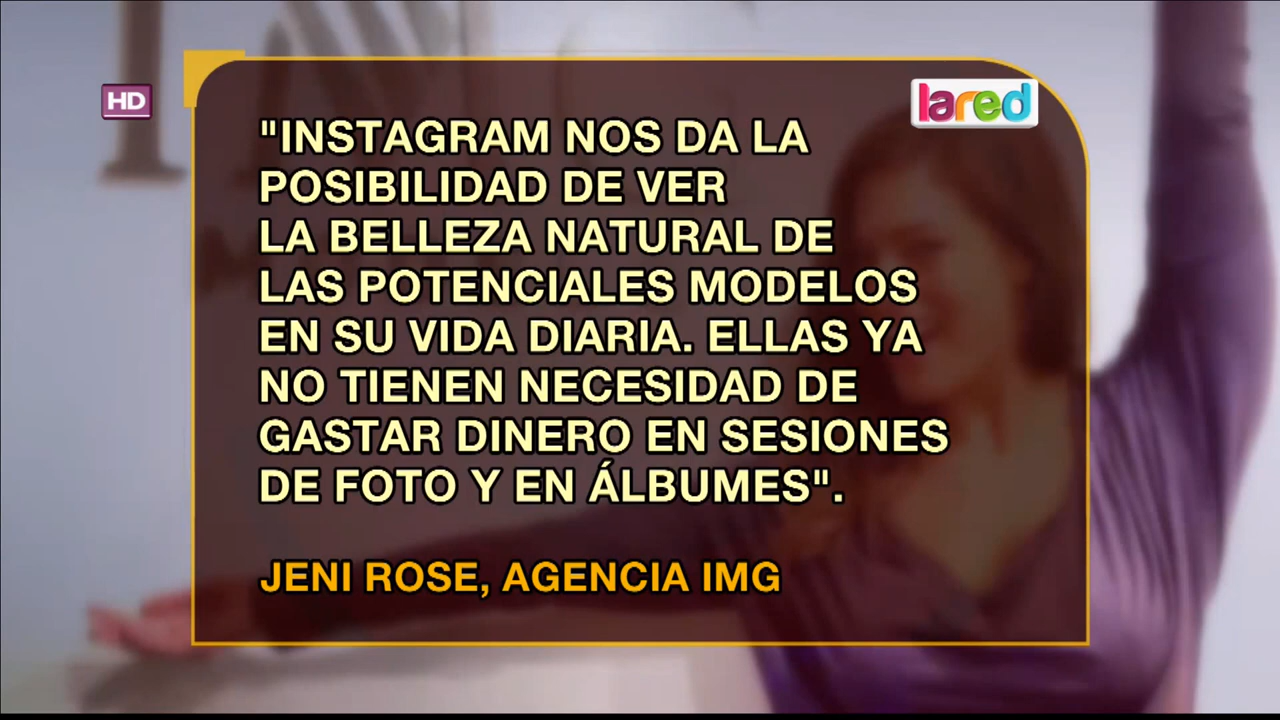 HD
lared
"INSTAGRAM NOS DA LA
POSIBILIDAD DE VER
LA BELLEZA NATURAL DE
LAS POTENCIALES MODELOS
EN SU VIDA DIARIA. ELLAS YA
NO TIENEN NECESIDAD DE
GASTAR DINERO EN SESIONES
DE FOTO Y EN ÁLBUMES".
JENI ROSE, AGENCIA IMG